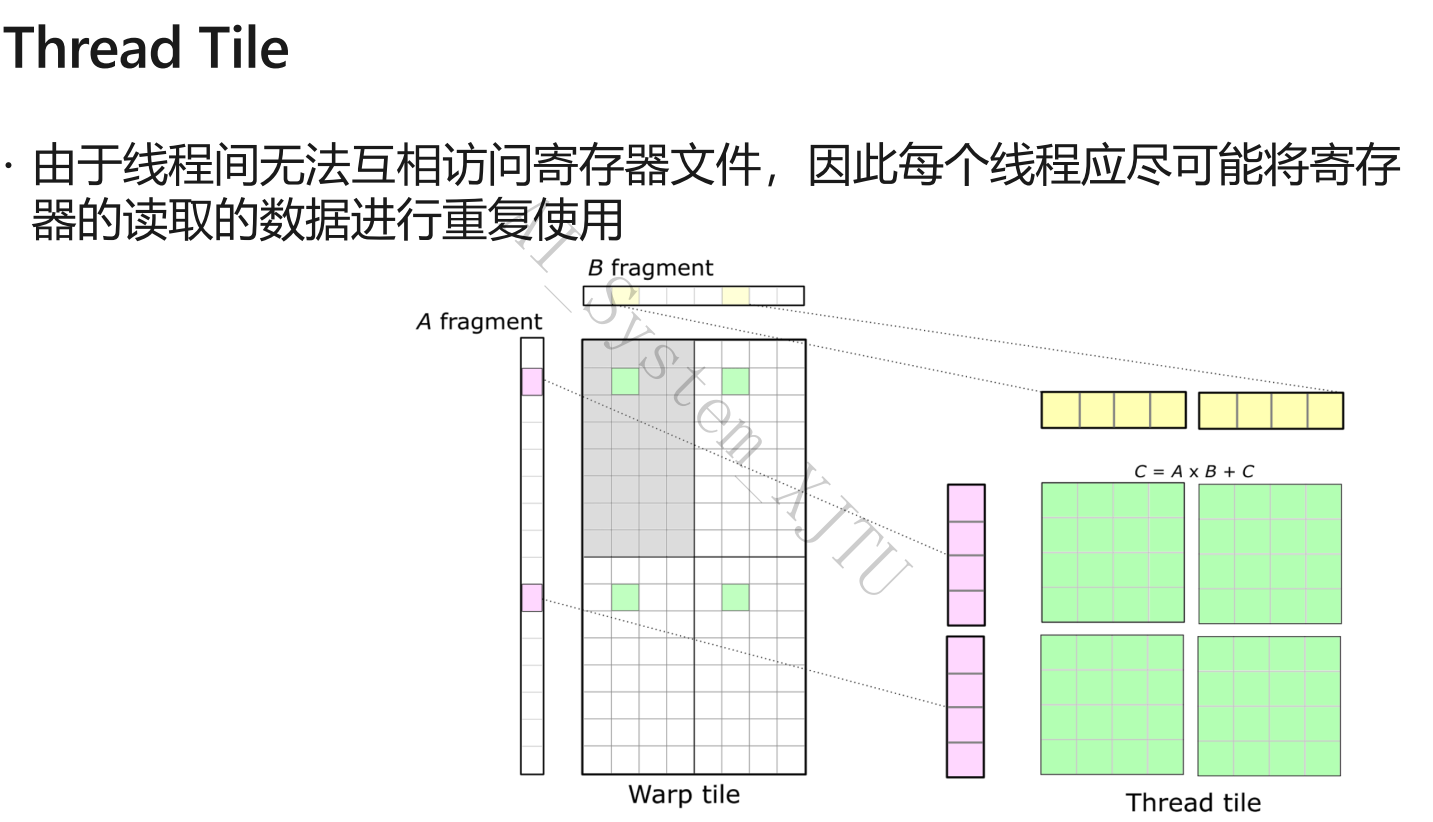 Thread Tile
· 由于线程间无法互相访问寄存器文件，因此每个线程应尽可能将寄存
器的读取的数据进行重复使用
B fragment
A fragment
C = A x B + C
Warp tile
Thread tile
AI_System_XJTU